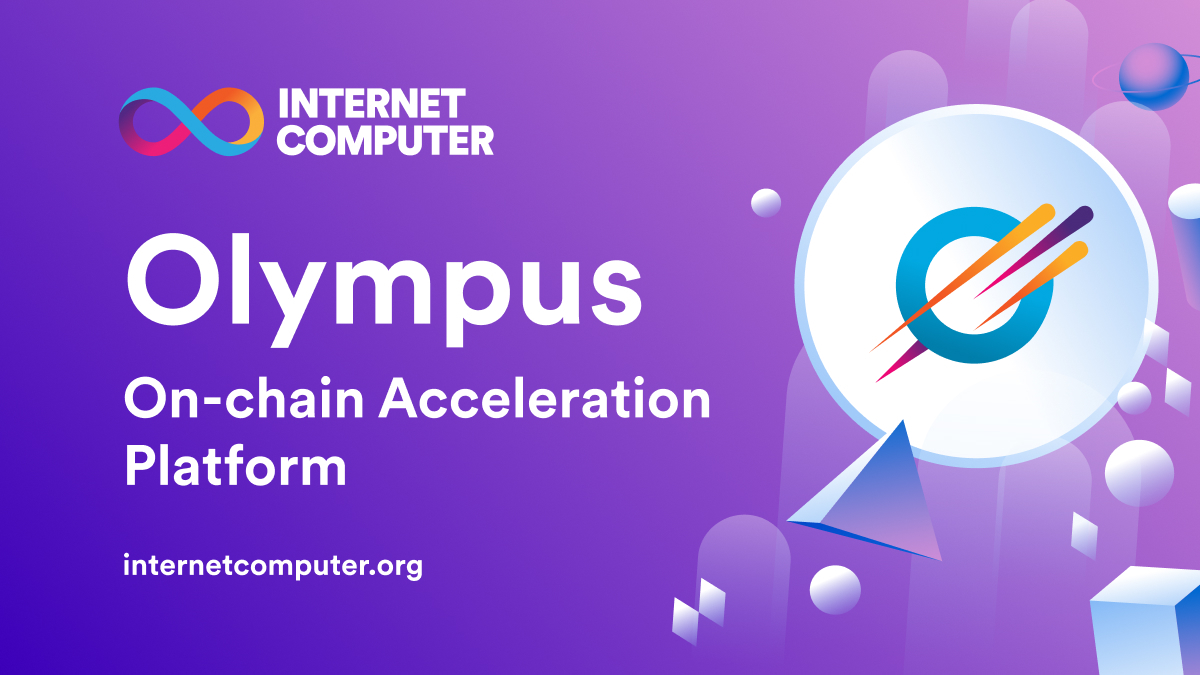 INTERNET
COMPUTER
Olympus
On-chain Acceleration
Platform
internetcomputer.org